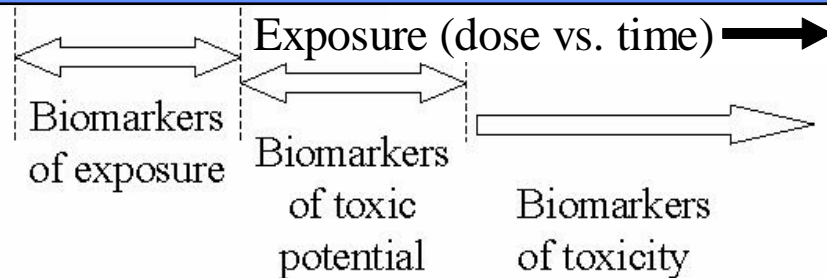 Exposure (dose vs. time)
Biomarkers
of exposure
Biomarkers
of toxic
potential
Biomarkers
of toxicity